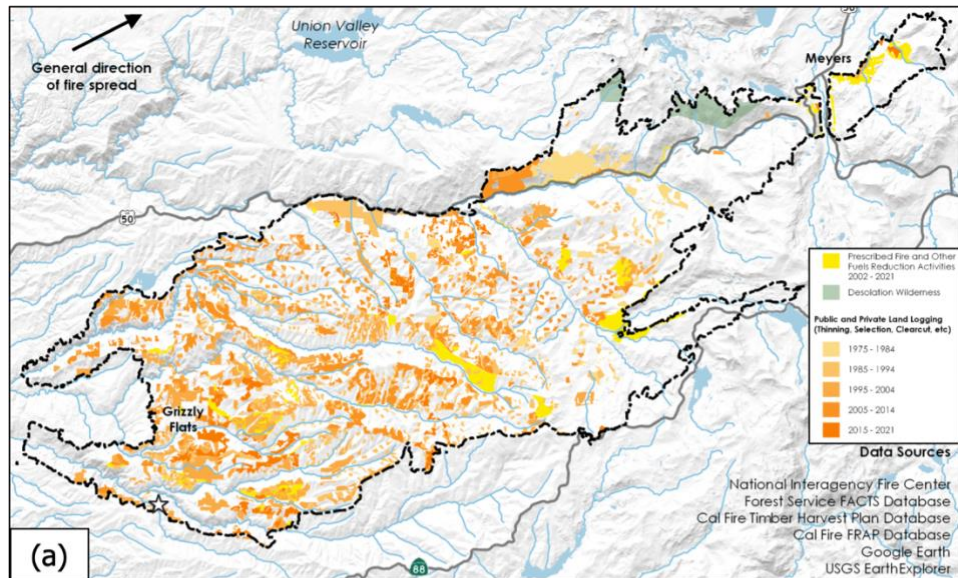 Union Valley
Reservoir
50
General direction
of fire spread
Meyers
50
Prescribed Fire and Other
Fuels Reduction Activities
2002 - 2021
Desolation Wilderness
Public and Private Land Logging
(Thinning, Selection, Clearcut, etc)
1975 - 1984
1985 - 1994
1995 - 2004
2005 - 2014
2015 - 2021
Grizzly
Flats
Data Sources
National Interagency Fire Center
Forest Service FACTS Database
Cal Fire Timber Harvest Plan Database
Cal Fire FRAP Database
Google Earth
USGS EarthExplorer
(a)
88